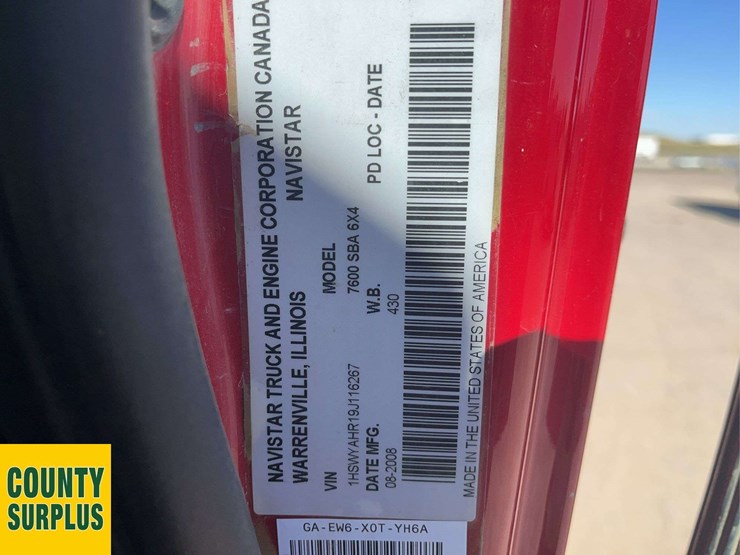 NAVISTAR TRUCK AND ENGINE CORPORATION CANADA
WARRENVILLE, ILLINOIS NAVISTAR
VIN MODEL
1HSWYAHR19J116267 7600 SBA 6X4
DATE MFG. W.B. PD LOC - DATE
08-2008 430
MADE IN THE UNITED STATES OF AMERICA
GA-EW6-X0T-YH6A
COUNTY
SURPLUS